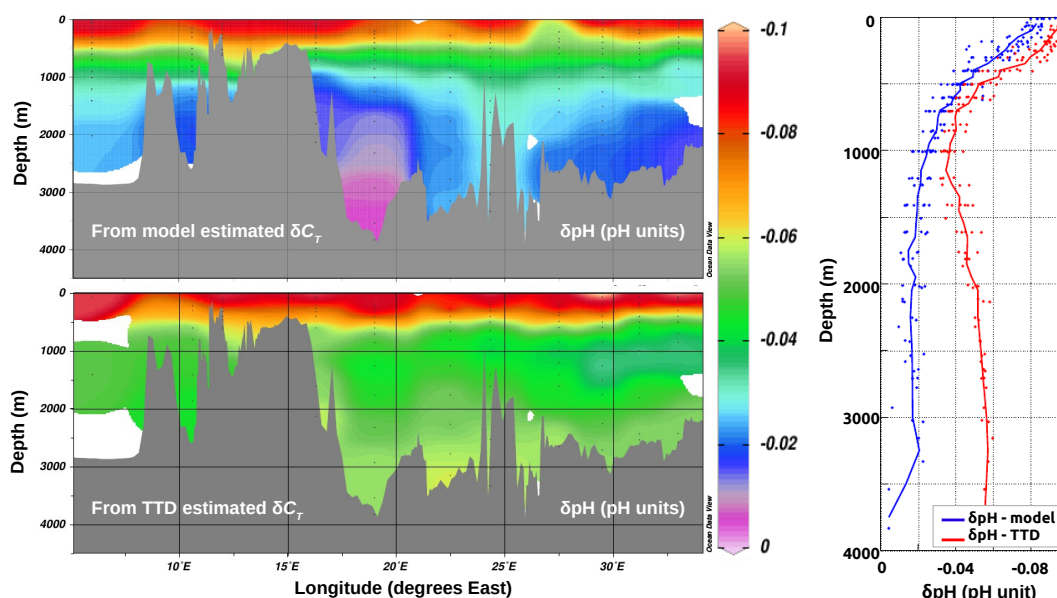 0
1000
2000
3000
4000
Depth (m)
From model estimated δC_T
δpH (pH units)
Ocean Data View
0
1000
2000
3000
4000
Depth (m)
From TTD estimated δC_T
δpH (pH units)
Ocean Data View
10°E
15°E
20°E
25°E
30°E
Longitude (degrees East)
-0.1
-0.08
-0.06
-0.04
-0.02
0
0
1000
2000
3000
4000
Depth (m)
δpH - model
δpH - TTD
0
-0.04
-0.08
δpH (pH unit)